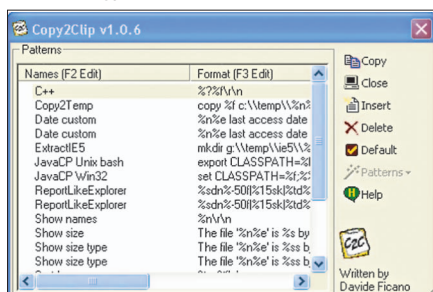 Copy2Clip v1.0.6
Patterns
Names (F2 Edit) Format (F3 Edit)
C++ %?%f\r\n
Copy2Temp copy %f c:\\temp\\%n%
Date custom %n%e last access date
Date custom %n%e last access date
ExtractIE5 mkdir g:\\temp\\ie5\\%
JavaCP Unix bash export CLASSPATH=%
JavaCP Win32 set CLASSPATH=%f;%
ReportLikeExplorer %sdn%-50f|%15sk|%td%
ReportLikeExplorer %sdn%-50f|%15sk|%td%
Show names %n\r\n
Show size The file '%n%e' is %s by
Show size type The file '%n%e' is %ss b
Show size type The file '%n%e' is %ss b
Copy
Close
Insert
Delete
Default
Patterns
Help
C2C
Written by
Davide Ficano